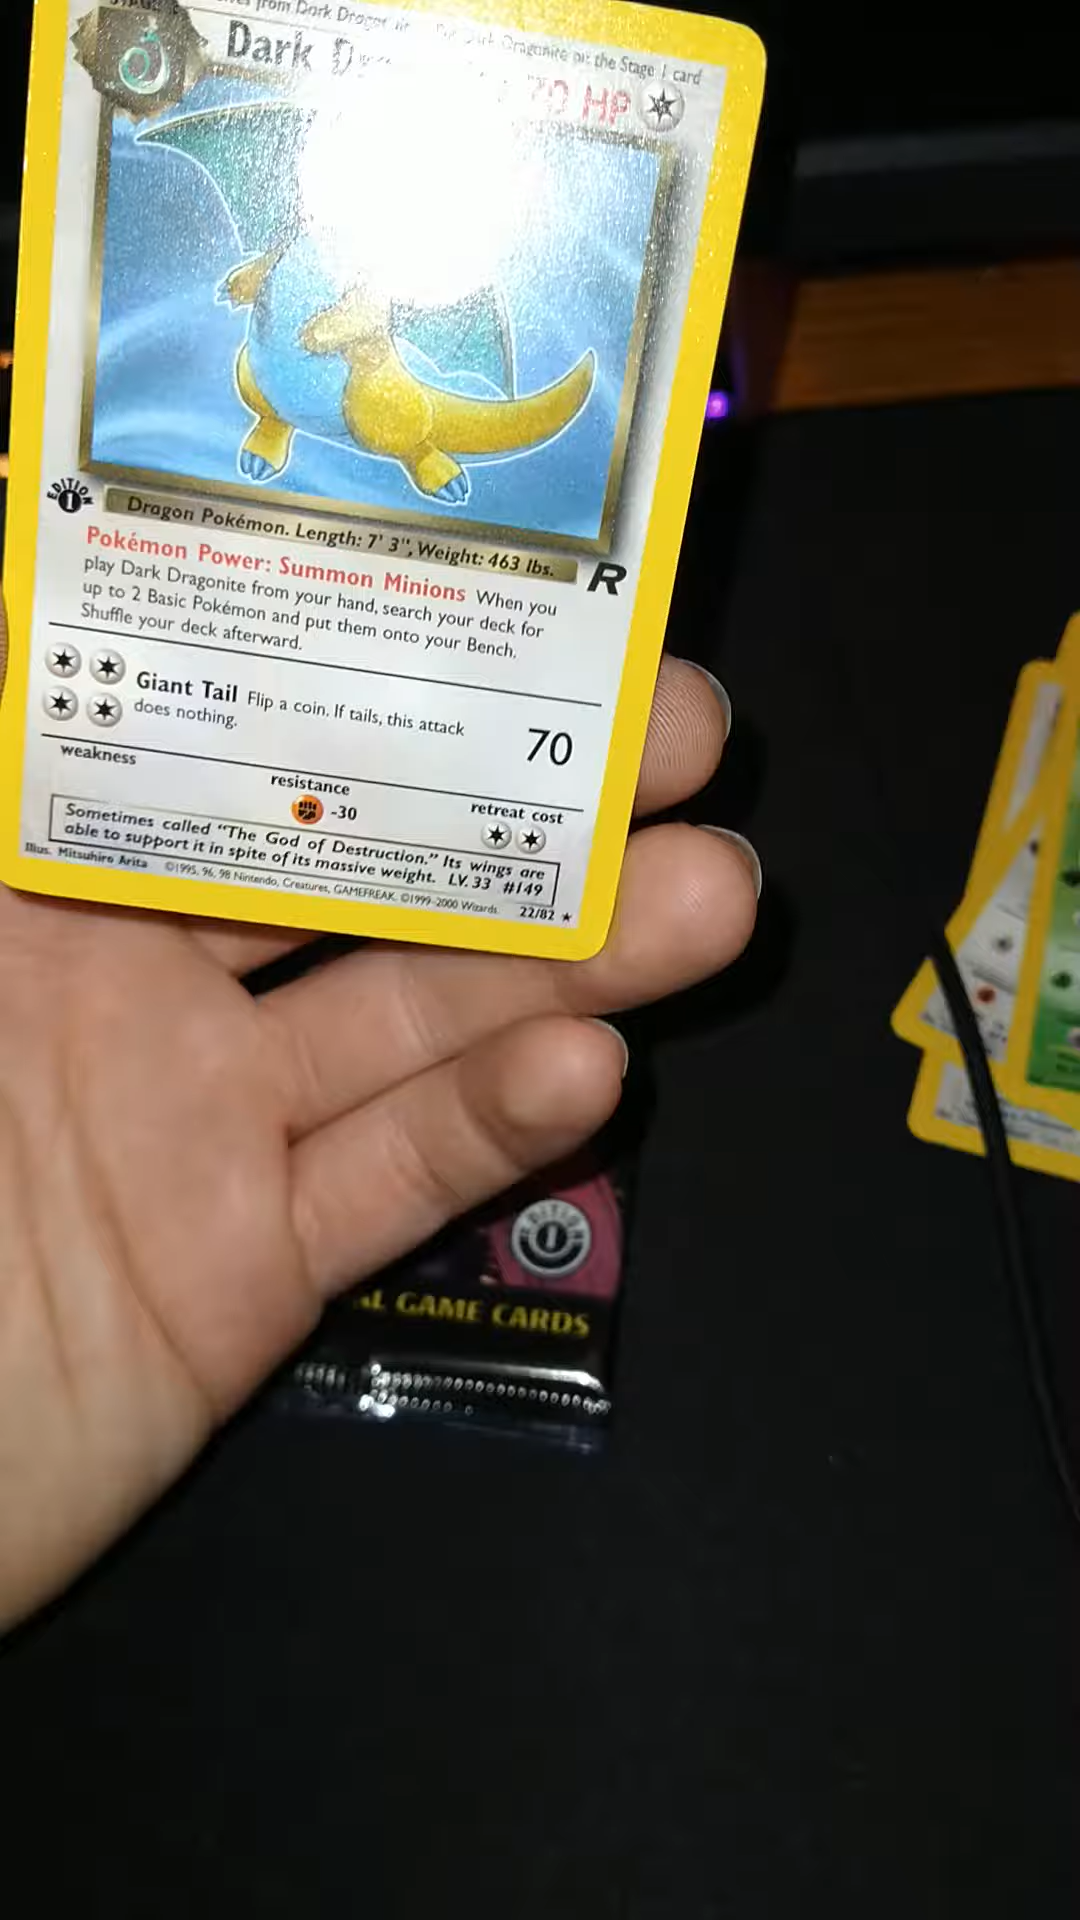 from Dark
Dragonite on the Stage 1 card
Dark
70 HP
EDITION
1
Dragon Pokémon. Length: 7' 3", Weight: 463 lbs.
R
Pokémon Power: Summon Minions When you
play Dark Dragonite from your hand, search your deck for
up to 2 Basic Pokémon and put them onto your Bench.
Shuffle your deck afterward.
Giant Tail Flip a coin. If tails, this attack
does nothing.
70
weakness
resistance
-30
retreat cost
Sometimes called "The God of Destruction." Its wings are
able to support it in spite of its massive weight. LV. 33 #149
Illus. Mitsuhiro Arita ©1995, 96, 98 Nintendo, Creatures, GAMEFREAK. ©1999-2000 Wizards. 22/82 ★
EDITION
1
AL GAME CARDS